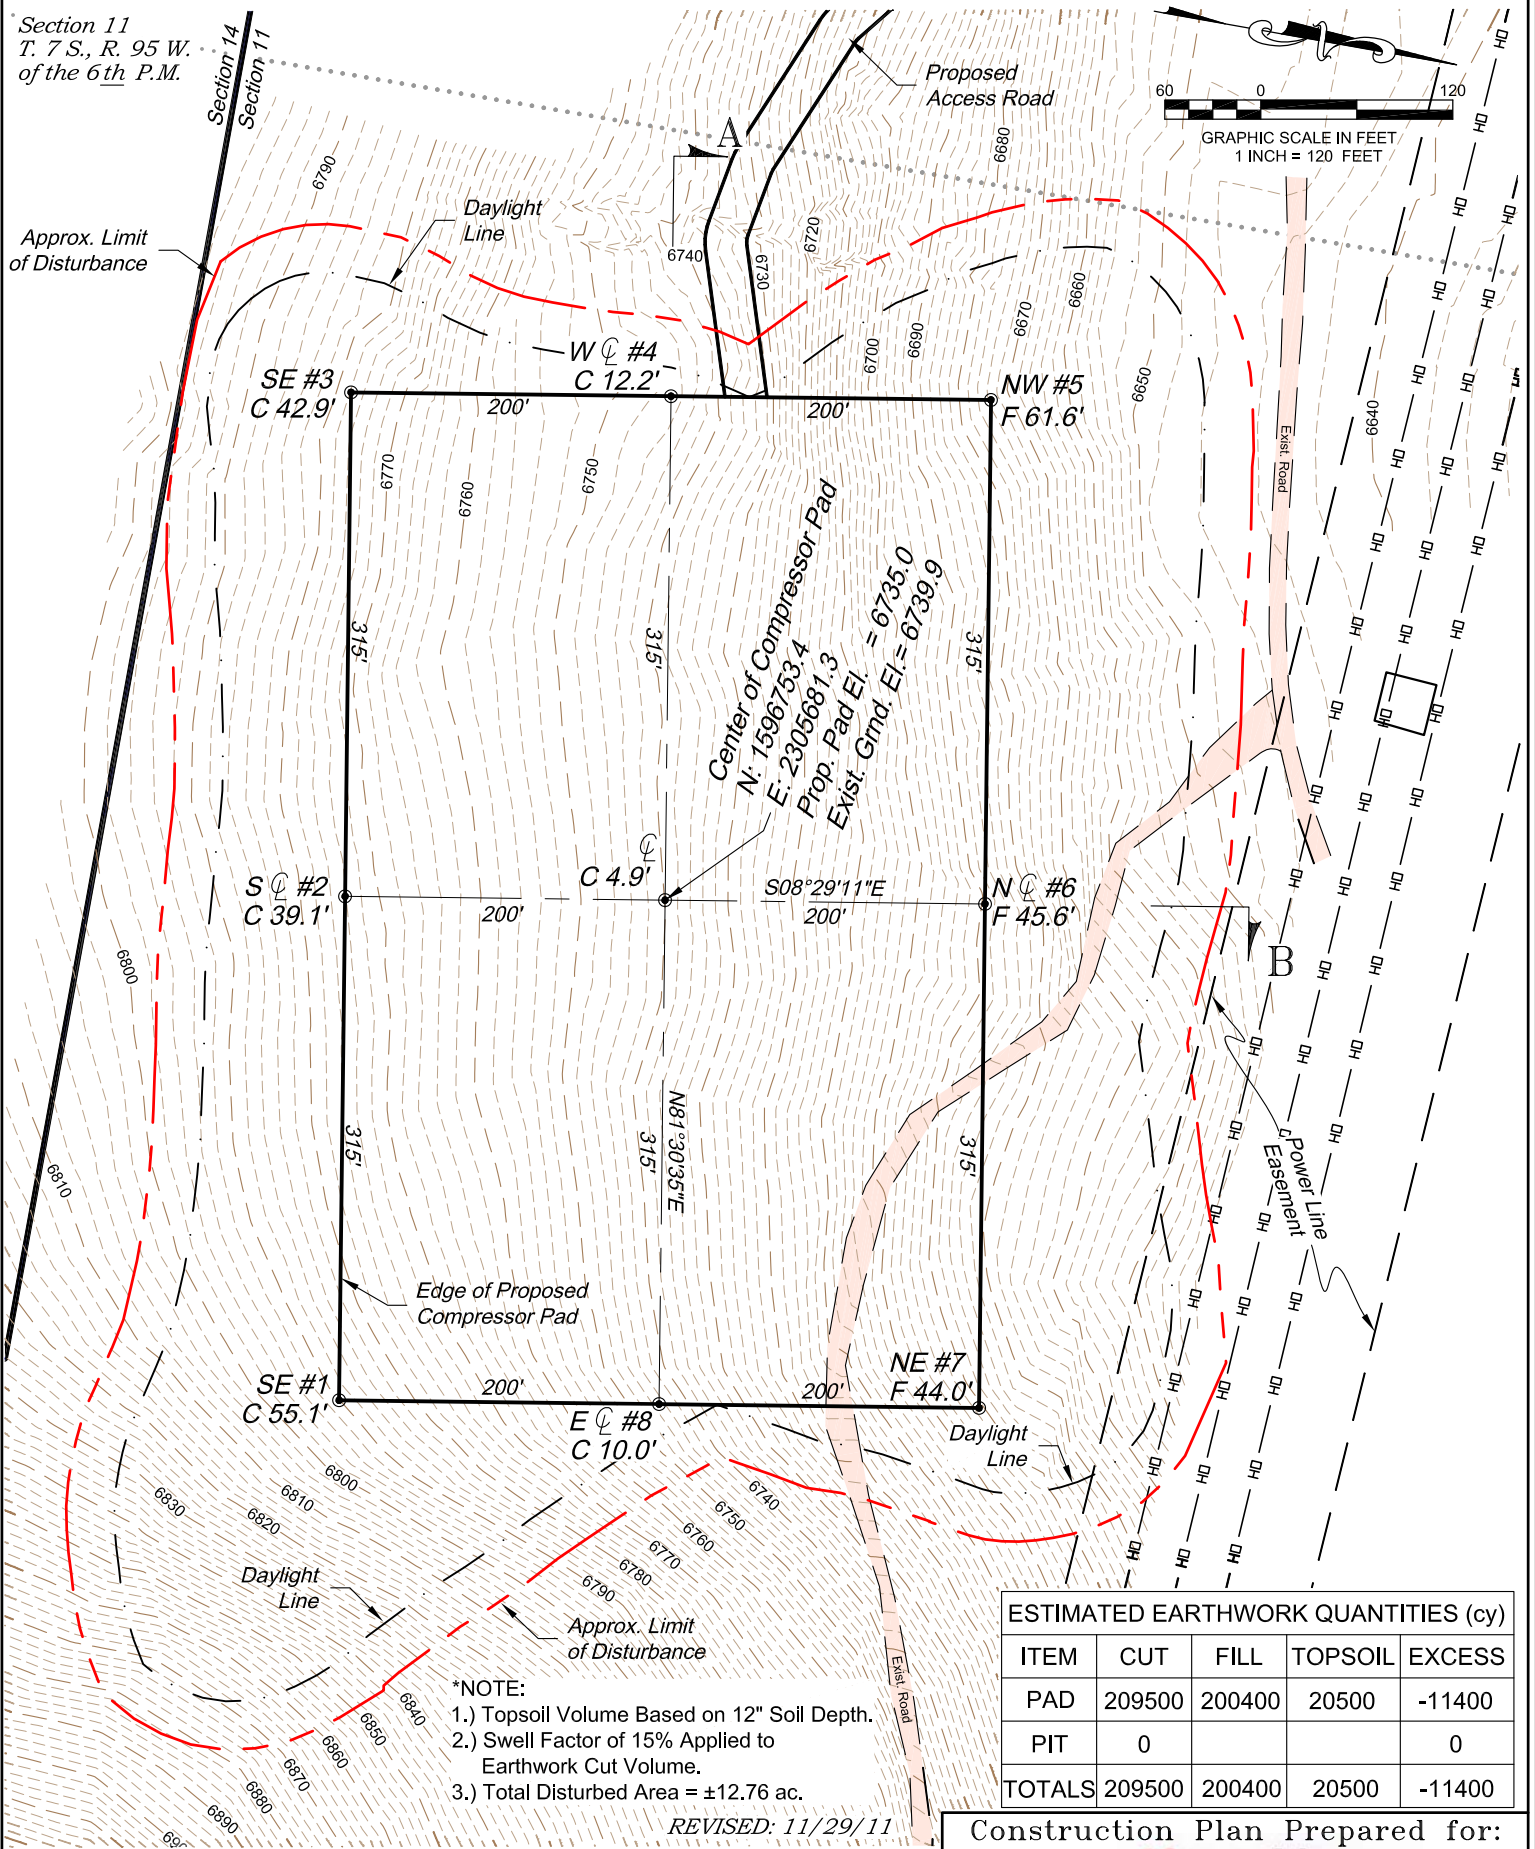 Section 11
T. 7 S., R. 95 W.
of the 6th P.M.
Section 14
Section 11
Proposed
Access Road
60 0 120
GRAPHIC SCALE IN FEET
1 INCH = 120 FEET
A
6790
6680
Daylight
Line
Approx. Limit
of Disturbance
6740
6730
6720
6700
6690
6670
6660
6650
6640
W ℄ #4
C 12.2'
SE #3
C 42.9'
NW #5
F 61.6'
200'
200'
6770
6760
6750
Exist. Road
315'
315'
315'
Center of Compressor Pad
N: 1596753.4
E: 2305681.3
Prop. Pad El. = 6735.0
Exist. Grnd. El.= 6739.9
℄
C 4.9'
S ℄ #2
C 39.1'
S08°29'11"E
N ℄ #6
F 45.6'
200'
200'
B
6800
6810
315'
315'
N81°30'35"E
315'
Power Line
Easement
Edge of Proposed
Compressor Pad
SE #1
C 55.1'
200'
E ℄ #8
C 10.0'
200'
NE #7
F 44.0'
Daylight
Line
6830
6820
6810
6800
6740
6750
6760
6770
6780
6790
Daylight
Line
Approx. Limit
of Disturbance
Exist. Road
6840
6850
6860
6870
6880
6890
OH OH OH OH OH
ESTIMATED EARTHWORK QUANTITIES (cy)
ITEM CUT FILL TOPSOIL EXCESS
PAD 209500 200400 20500 -11400
PIT 0 0
TOTALS 209500 200400 20500 -11400
*NOTE:
1.) Topsoil Volume Based on 12" Soil Depth.
2.) Swell Factor of 15% Applied to
Earthwork Cut Volume.
3.) Total Disturbed Area = ±12.76 ac.
REVISED: 11/29/11
Construction Plan Prepared for: